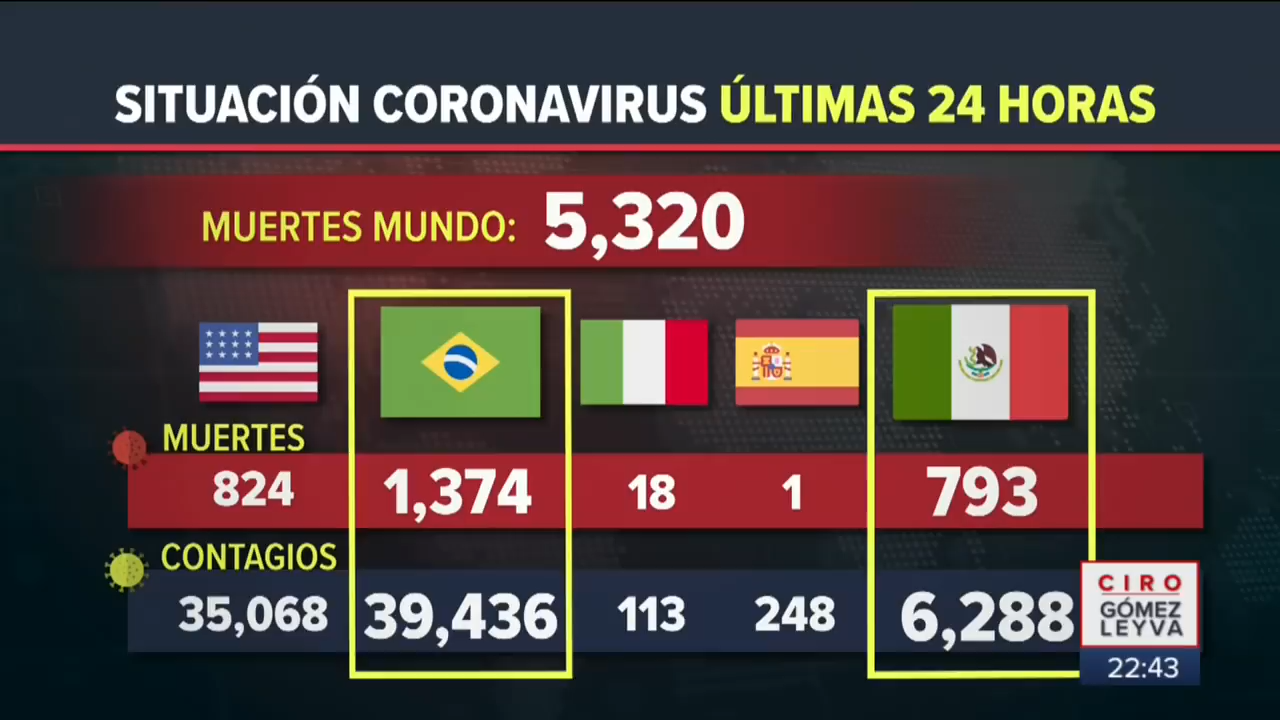 SITUACIÓN CORONAVIRUS ÚLTIMAS 24 HORAS
MUERTES MUNDO: 5,320
MUERTES
824 1,374 18 1 793
CONTAGIOS
35,068 39,436 113 248 6,288
CIRO
GÓMEZ
LEYVA
22:43